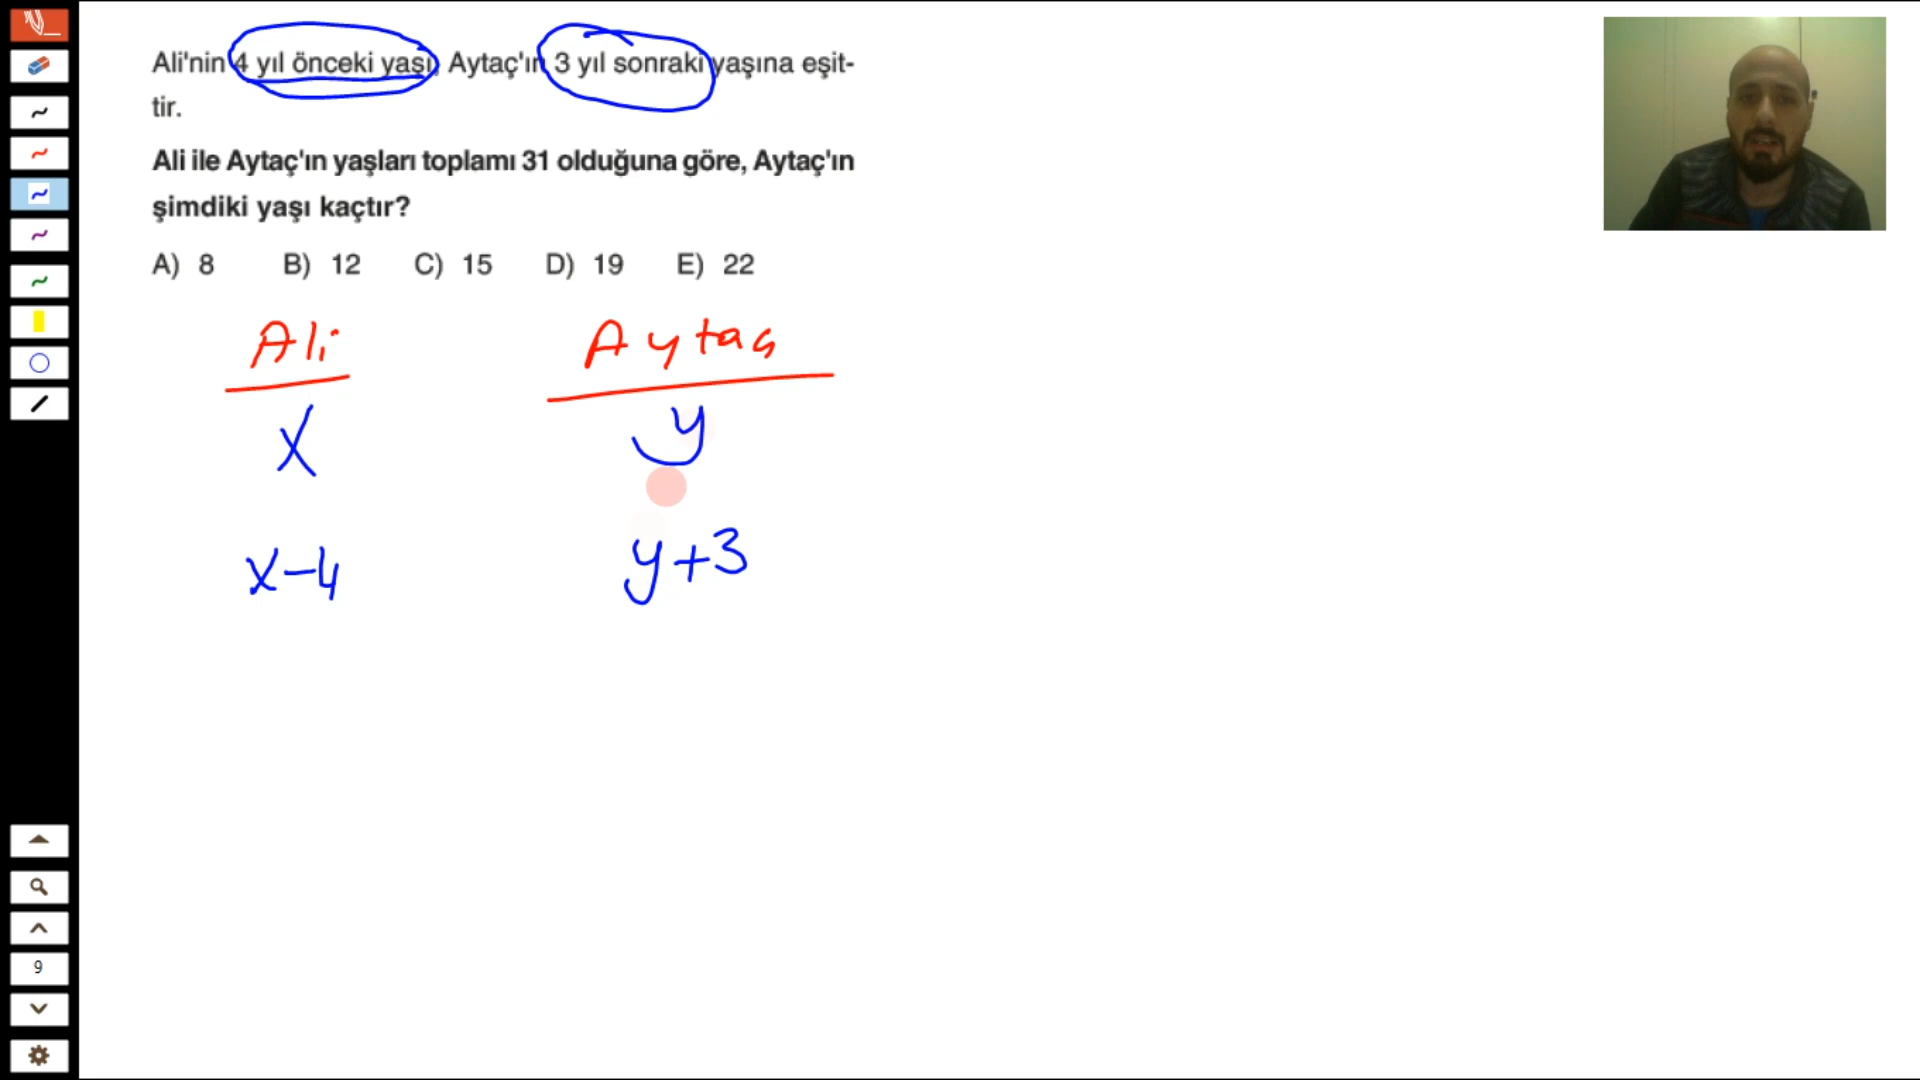 Ali'nin 4 yıl önceki yaşı, Aytaç'ın 3 yıl sonraki yaşına eşit-
tir.
Ali ile Aytaç'ın yaşları toplamı 31 olduğuna göre, Aytaç'ın
şimdiki yaşı kaçtır?
A) 8 B) 12 C) 15 D) 19 E) 22
Ali Aytaç
x y
x-4 y+3
9